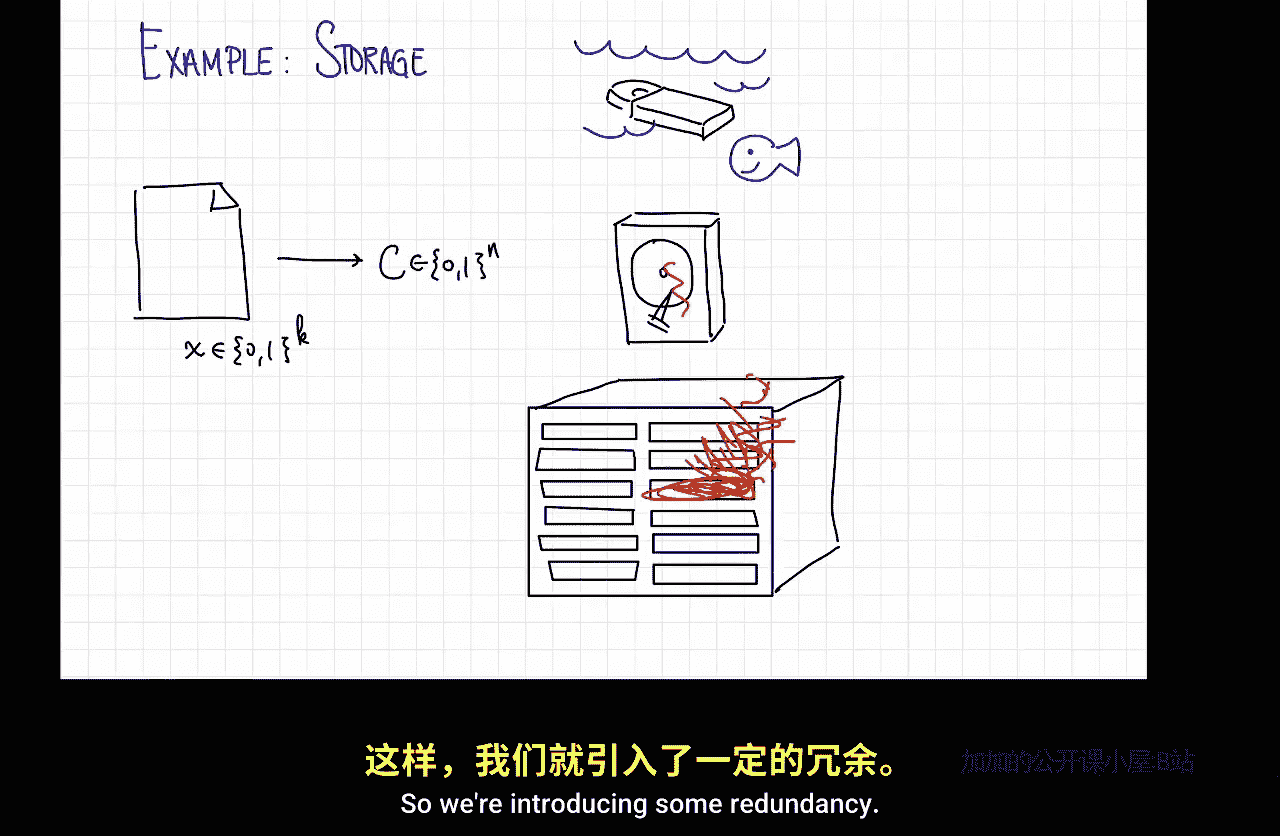 EXAMPLE: STORAGE
C∈{0,1}ⁿ
x∈{0,1}ᵏ
这样，我们就引入了一定的冗余。
加加的公开课小屋:B站
So we're introducing some redundancy.